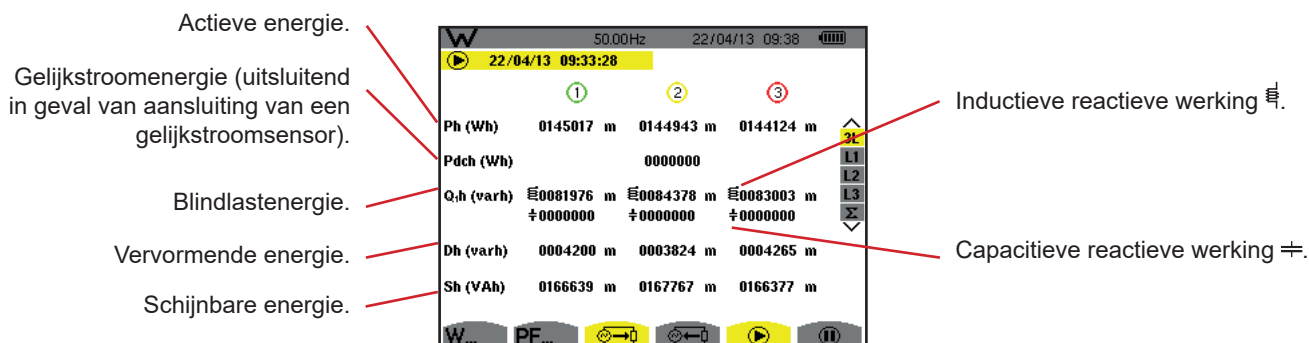 Actieve energie.
Gelijkstroomenergie (uitsluitend
in geval van aansluiting van een
gelijkstroomsensor).
Blindlastenergie.
Vervormende energie.
Schijnbare energie.
W 50.00Hz 22/04/13 09:38
22/04/13 09:33:28
1 2 3
Ph (Wh) 0145017 m 0144943 m 0144124 m
Pdch (Wh) 0000000
Q₁h (varh) 0081976 m 0084378 m 0083003 m
0000000 0000000 0000000
Dh (varh) 0004200 m 0003824 m 0004265 m
Sh (VAh) 0166639 m 0167767 m 0166377 m
3L
L1
L2
L3
Σ
W... PF...
Inductieve reactieve werking .
Capacitieve reactieve werking .